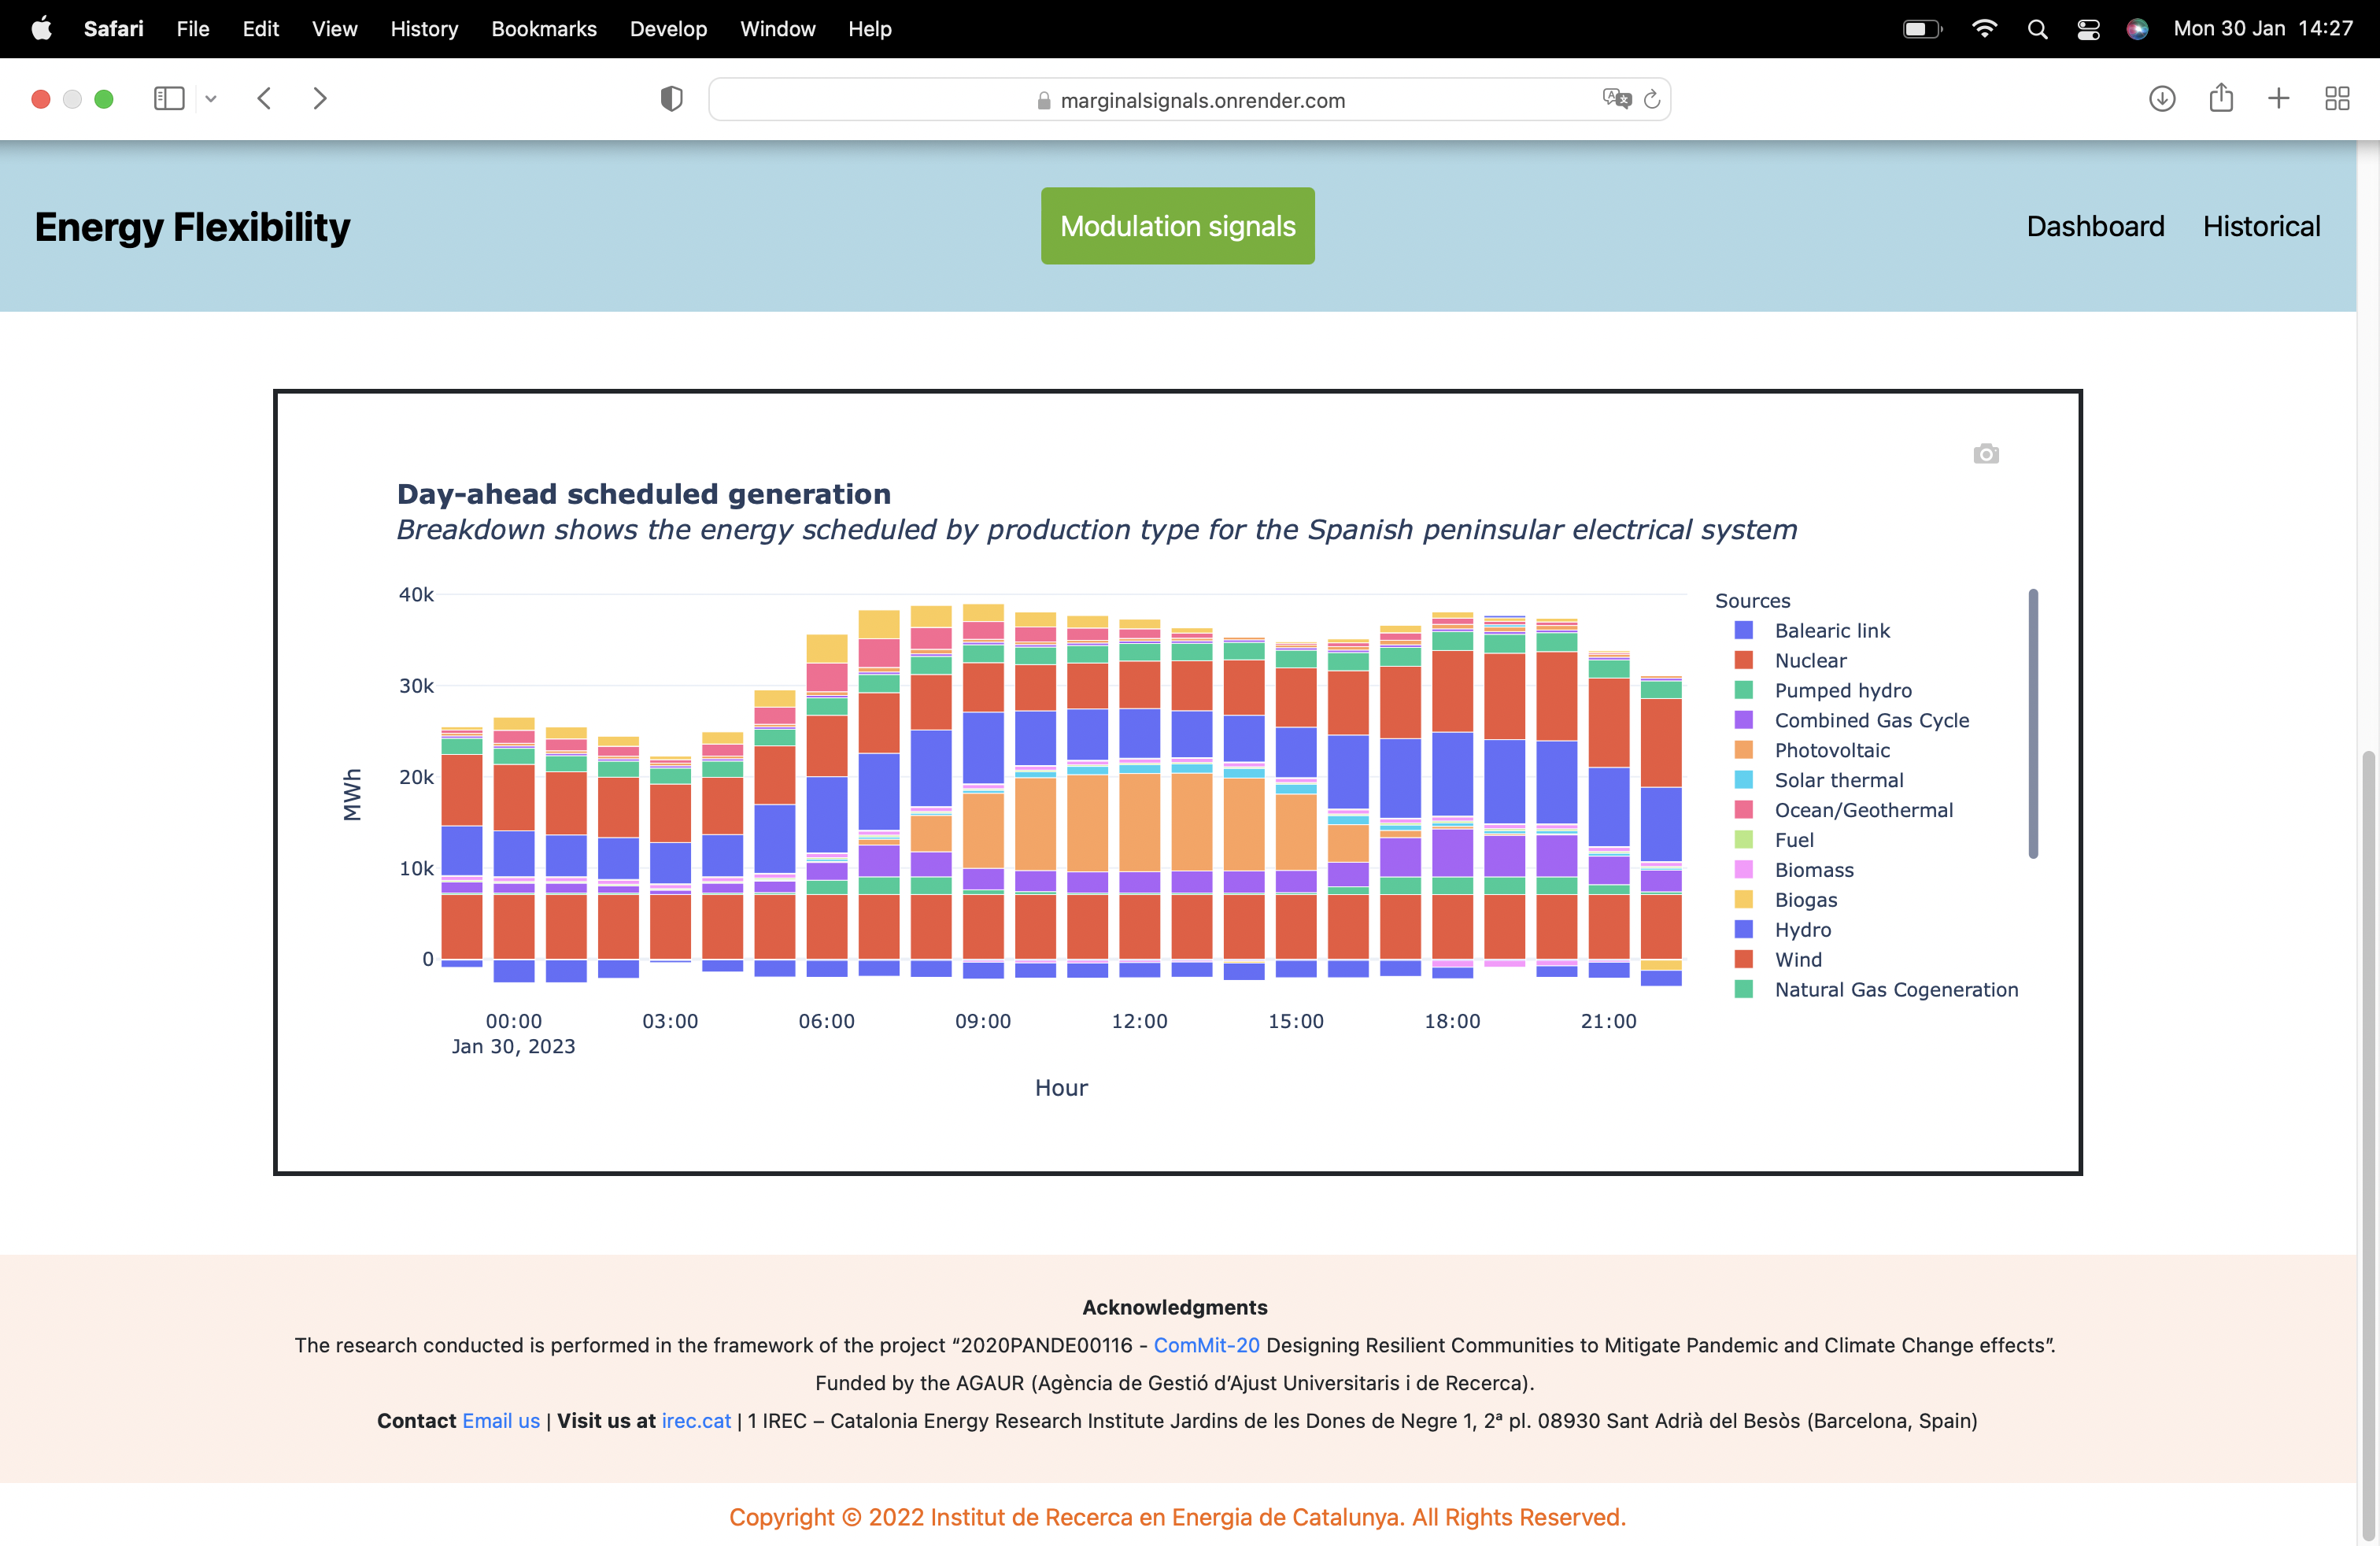 Safari File Edit View History Bookmarks Develop Window Help Mon 30 Jan 14:27
marginalsignals.onrender.com
Energy Flexibility
Modulation signals
Dashboard Historical
Day-ahead scheduled generation
Breakdown shows the energy scheduled by production type for the Spanish peninsular electrical system
40k
30k
20k
10k
0
MWh
00:00 03:00 06:00 09:00 12:00 15:00 18:00 21:00
Jan 30, 2023
Hour
Sources
Balearic link
Nuclear
Pumped hydro
Combined Gas Cycle
Photovoltaic
Solar thermal
Ocean/Geothermal
Fuel
Biomass
Biogas
Hydro
Wind
Natural Gas Cogeneration
Acknowledgments
The research conducted is performed in the framework of the project “2020PANDE00116 - ComMit-20 Designing Resilient Communities to Mitigate Pandemic and Climate Change effects”.
Funded by the AGAUR (Agència de Gestió d’Ajust Universitaris i de Recerca).
Contact Email us | Visit us at irec.cat | 1 IREC – Catalonia Energy Research Institute Jardins de les Dones de Negre 1, 2ª pl. 08930 Sant Adrià del Besòs (Barcelona, Spain)
Copyright © 2022 Institut de Recerca en Energia de Catalunya. All Rights Reserved.